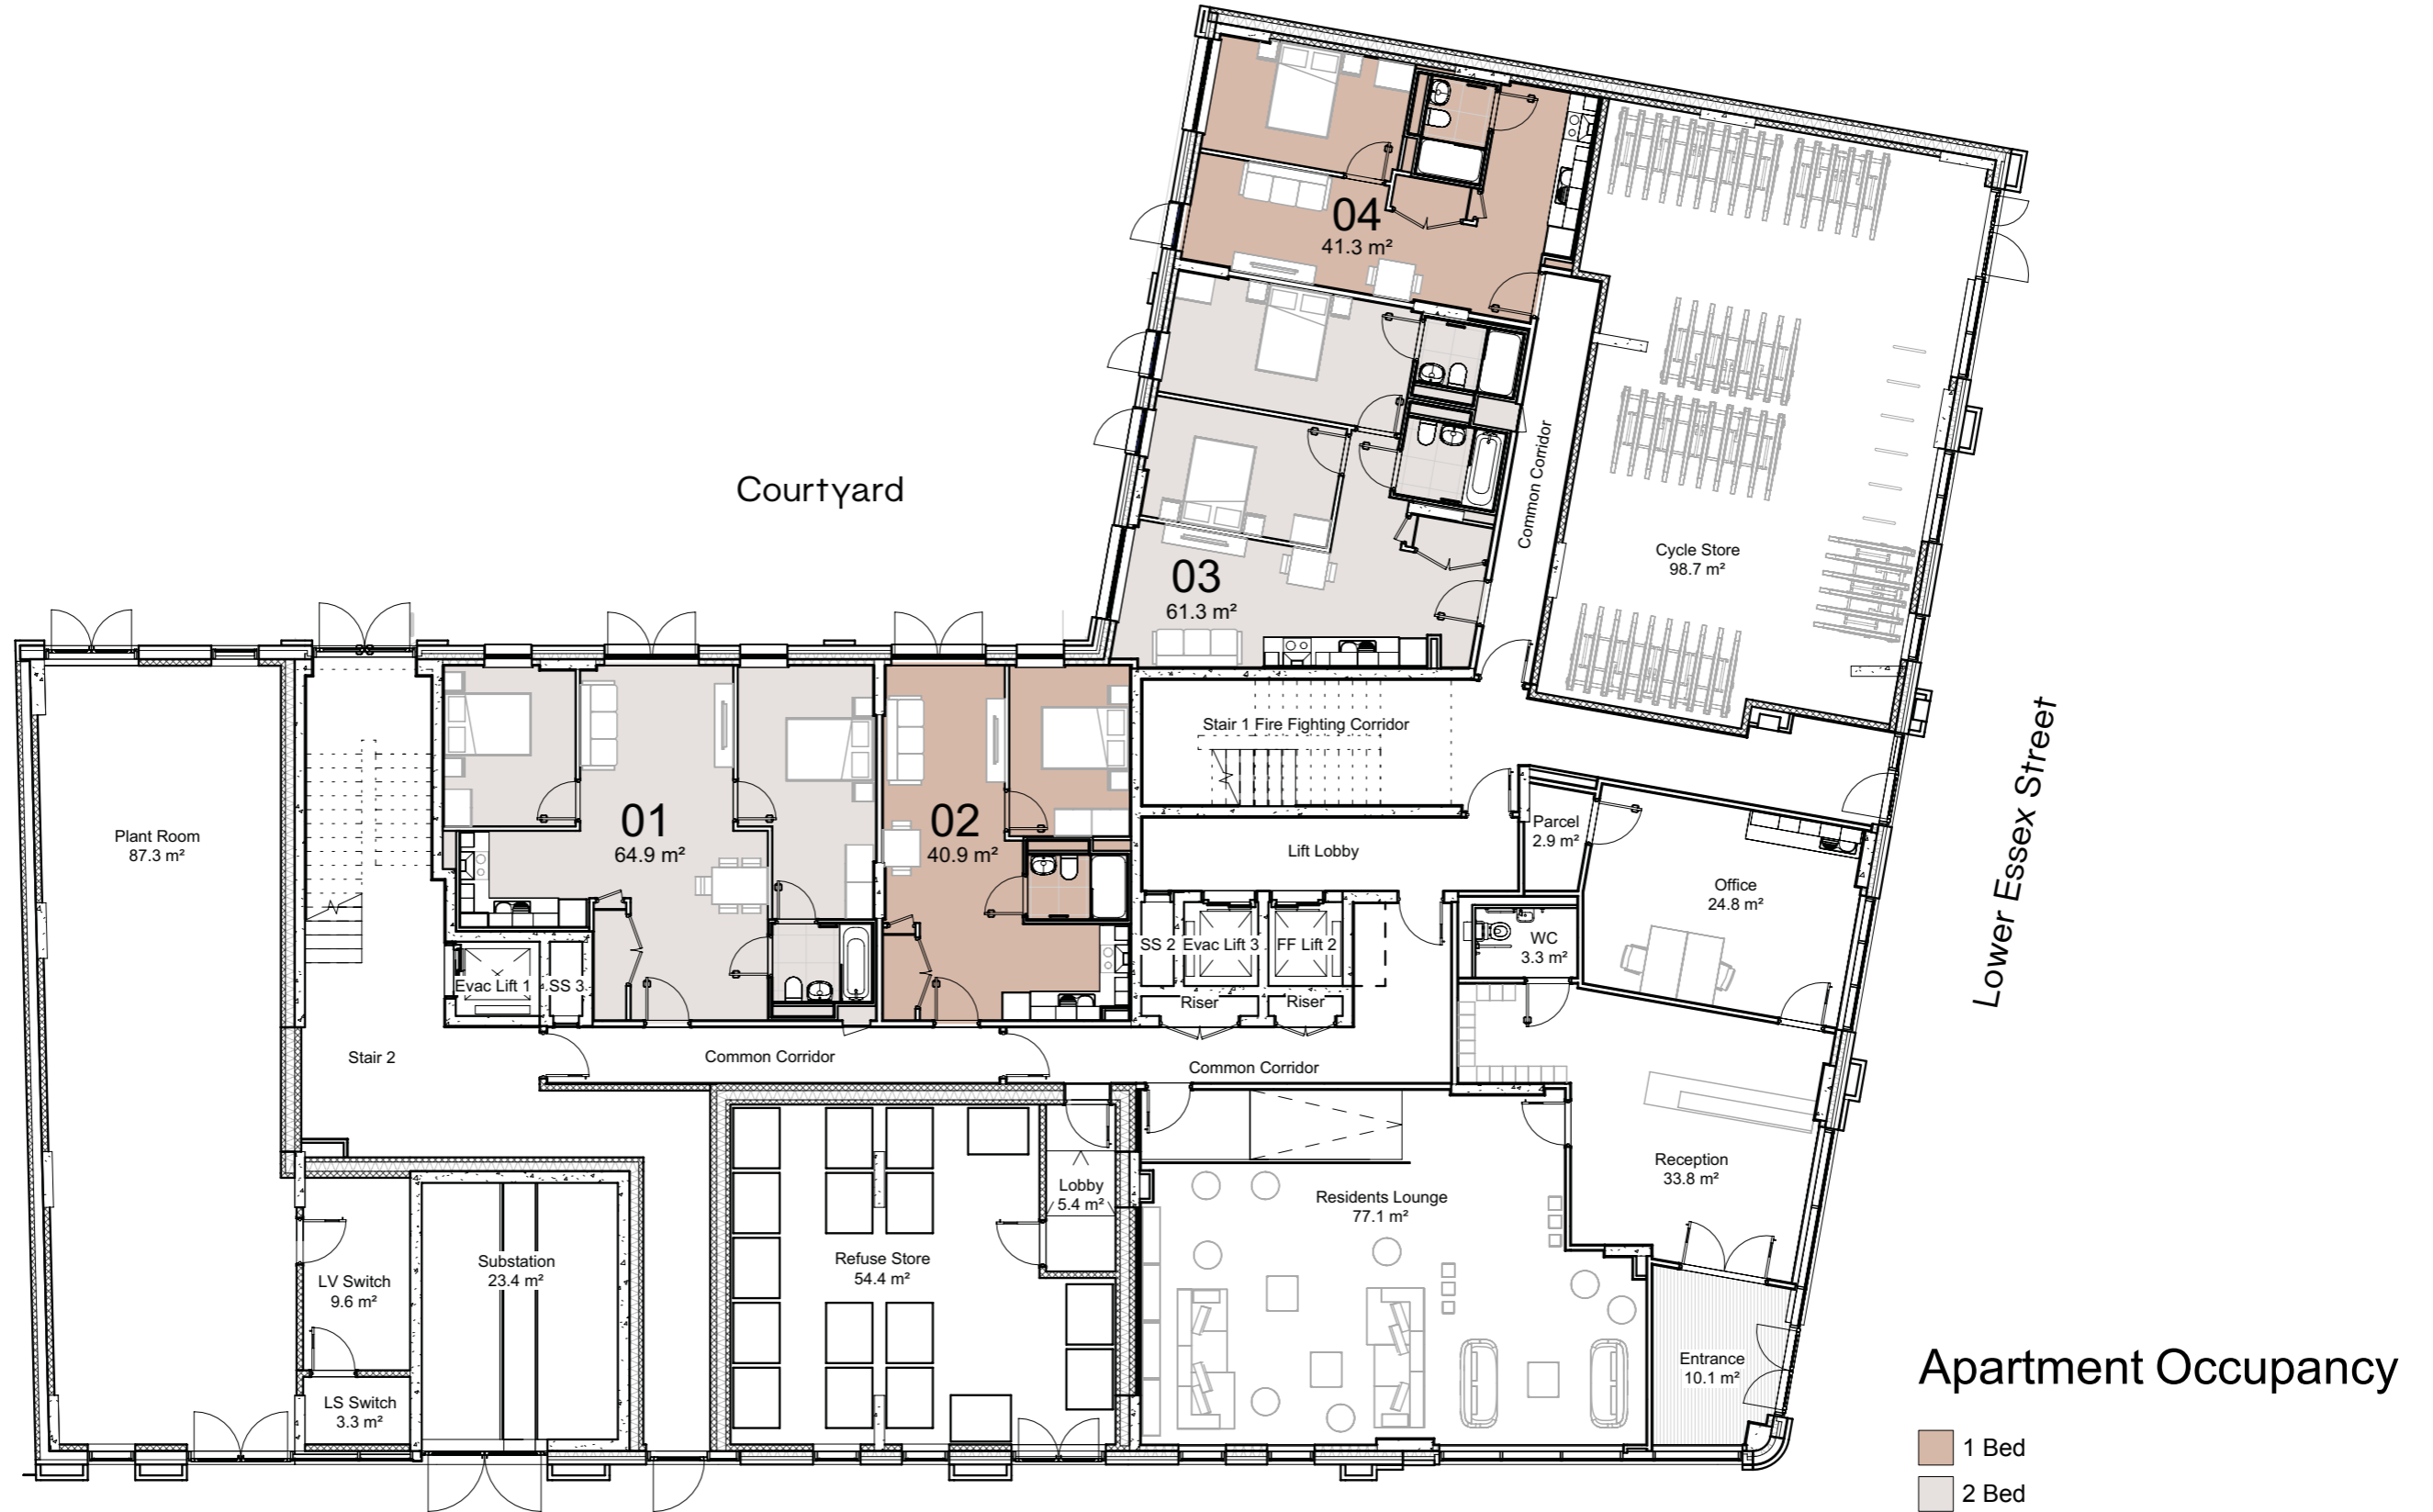 04
41.3 m²
Courtyard
Common Corridor
03
61.3 m²
Cycle Store
98.7 m²
Stair 1 Fire Fighting Corridor
Lower Essex Street
Plant Room
87.3 m²
01
64.9 m²
02
40.9 m²
Lift Lobby
Parcel
2.9 m²
Office
24.8 m²
WC
3.3 m²
Evac Lift 1
SS 3
SS 2
Evac Lift 3
FF Lift 2
Riser
Riser
Stair 2
Common Corridor
Common Corridor
Reception
33.8 m²
Lobby
5.4 m²
Residents Lounge
77.1 m²
Substation
23.4 m²
Refuse Store
54.4 m²
LV Switch
9.6 m²
LS Switch
3.3 m²
Entrance
10.1 m²
Apartment Occupancy
1 Bed
2 Bed